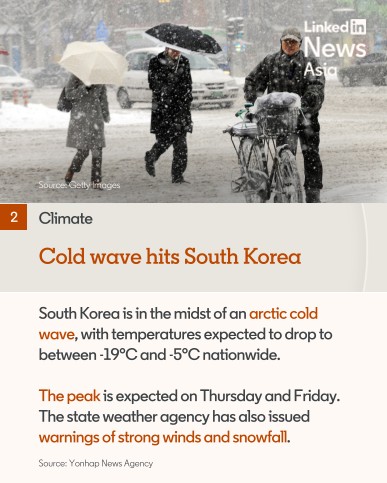 Linked in
News
Asia
Source: Getty Images
2 Climate
Cold wave hits South Korea
South Korea is in the midst of an arctic cold
wave, with temperatures expected to drop to
between -19°C and -5°C nationwide.
The peak is expected on Thursday and Friday.
The state weather agency has also issued
warnings of strong winds and snowfall.
Source: Yonhap News Agency